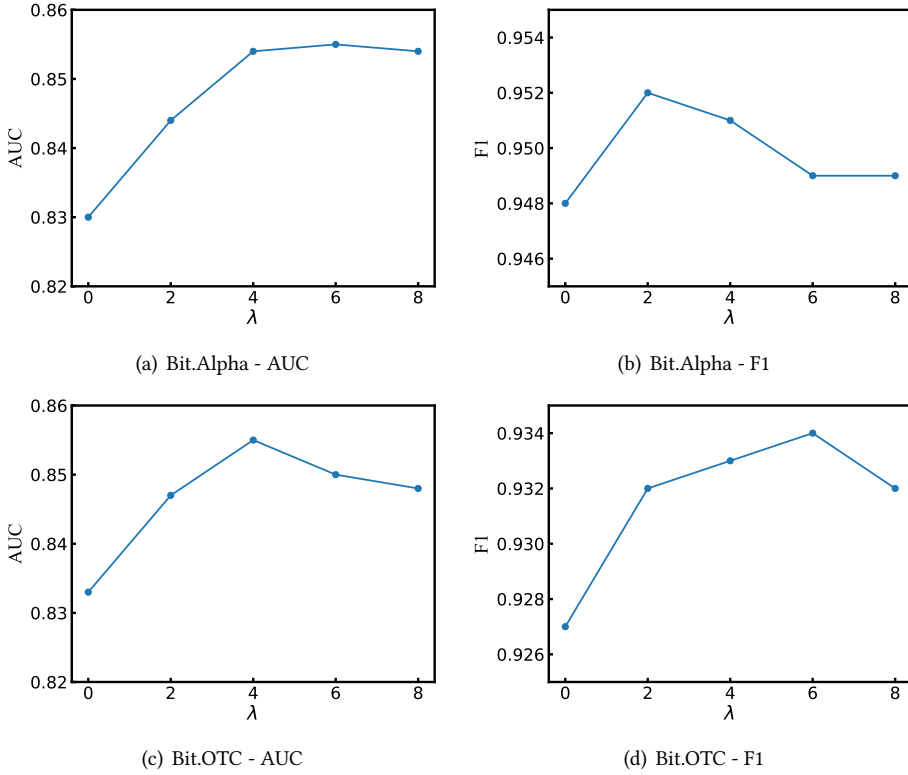 0.86
0.85
0.84
0.83
0.82
AUC
0 2 4 6 8
λ
(a) Bit.Alpha - AUC
0.954
0.952
0.950
0.948
0.946
F1
0 2 4 6 8
λ
(b) Bit.Alpha - F1
0.86
0.85
0.84
0.83
0.82
AUC
0 2 4 6 8
λ
(c) Bit.OTC - AUC
0.934
0.932
0.930
0.928
0.926
F1
0 2 4 6 8
λ
(d) Bit.OTC - F1